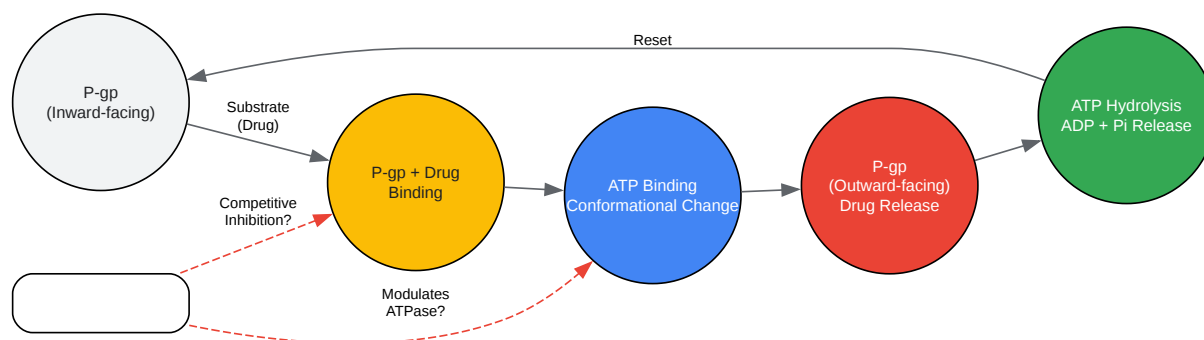 Reset
P-gp
(Inward-facing)
Substrate
(Drug)
P-gp + Drug
Binding
ATP Binding
Conformational Change
P-gp
(Outward-facing)
Drug Release
ATP Hydrolysis
ADP + Pi Release
Competitive
Inhibition?
Modulates
ATPase?